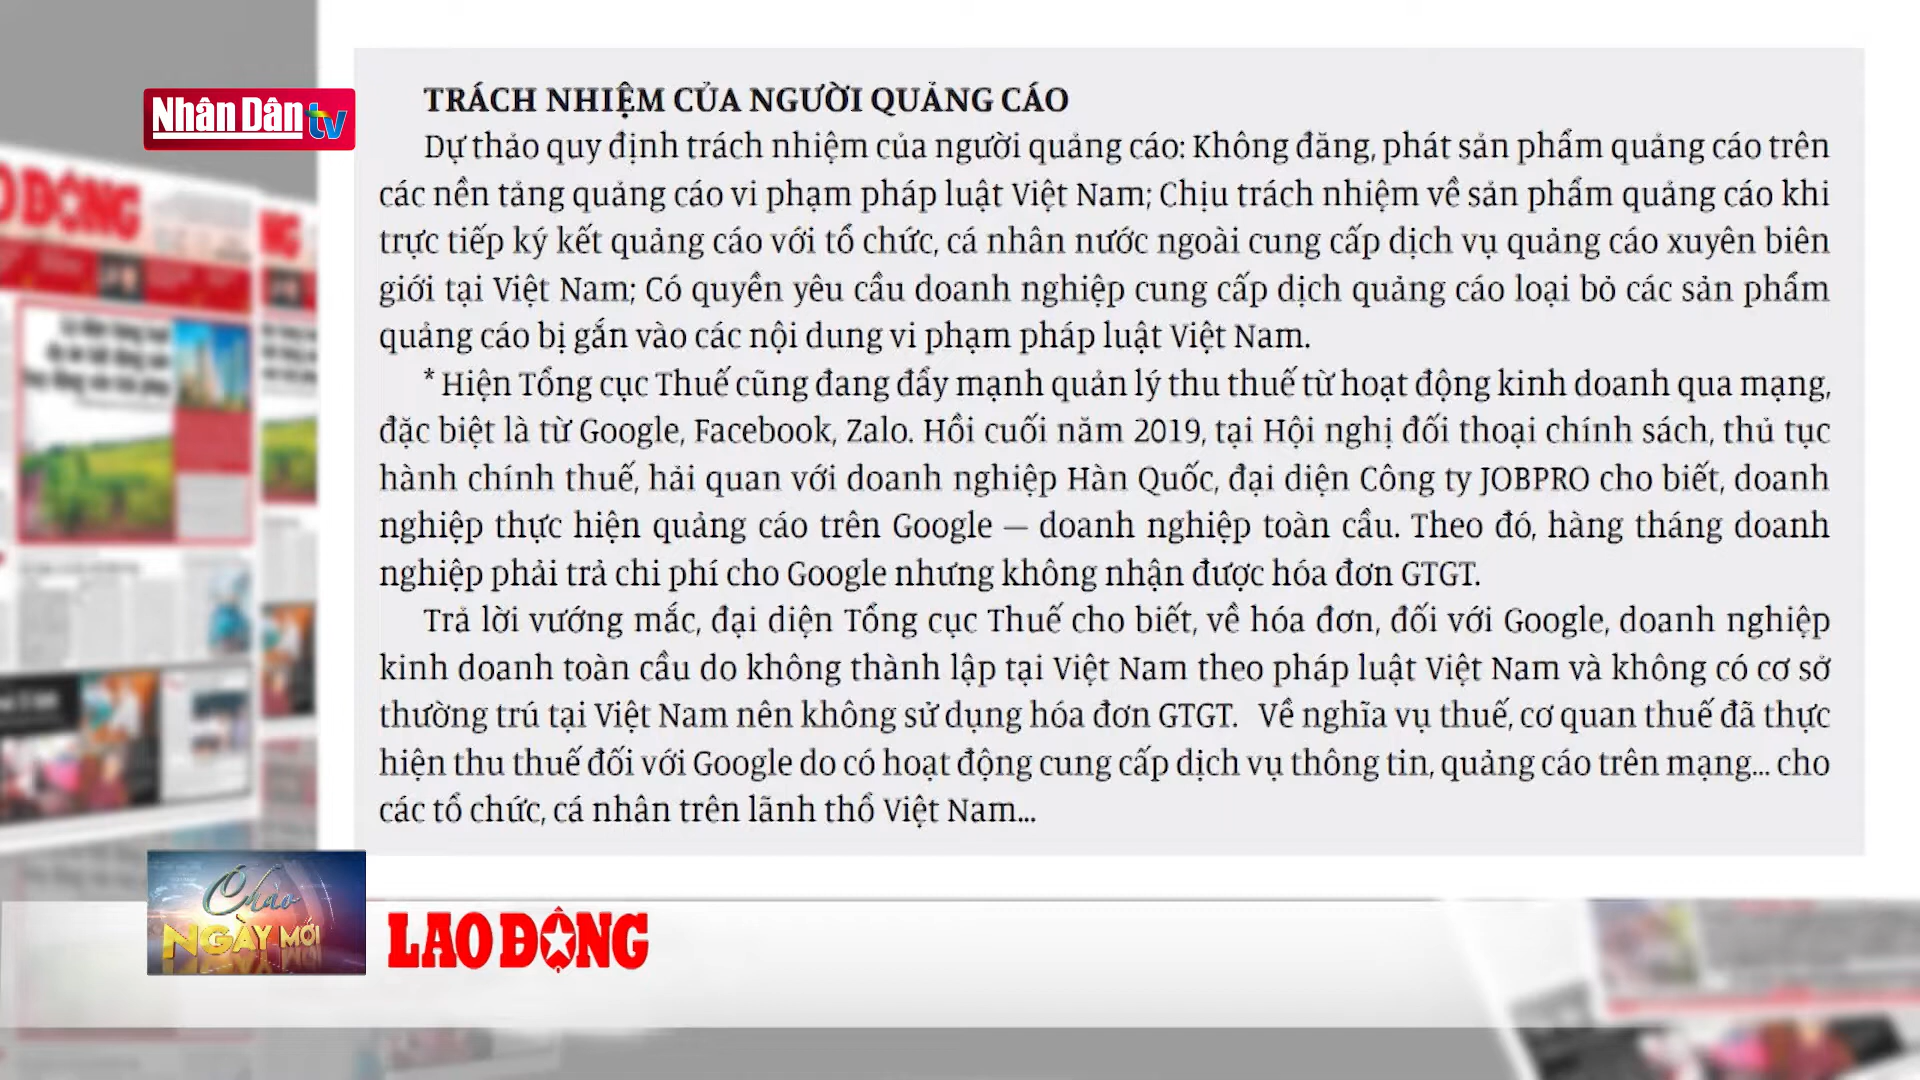 Nhân Dân tv
TRÁCH NHIỆM CỦA NGƯỜI QUẢNG CÁO
Dự thảo quy định trách nhiệm của người quảng cáo: Không đăng, phát sản phẩm quảng cáo trên
các nền tảng quảng cáo vi phạm pháp luật Việt Nam; Chịu trách nhiệm về sản phẩm quảng cáo khi
trực tiếp ký kết quảng cáo với tổ chức, cá nhân nước ngoài cung cấp dịch vụ quảng cáo xuyên biên
giới tại Việt Nam; Có quyền yêu cầu doanh nghiệp cung cấp dịch quảng cáo loại bỏ các sản phẩm
quảng cáo bị gắn vào các nội dung vi phạm pháp luật Việt Nam.
* Hiện Tổng cục Thuế cũng đang đẩy mạnh quản lý thu thuế từ hoạt động kinh doanh qua mạng,
đặc biệt là từ Google, Facebook, Zalo. Hồi cuối năm 2019, tại Hội nghị đối thoại chính sách, thủ tục
hành chính thuế, hải quan với doanh nghiệp Hàn Quốc, đại diện Công ty JOBPRO cho biết, doanh
nghiệp thực hiện quảng cáo trên Google — doanh nghiệp toàn cầu. Theo đó, hàng tháng doanh
nghiệp phải trả chi phí cho Google nhưng không nhận được hóa đơn GTGT.
Trả lời vướng mắc, đại diện Tổng cục Thuế cho biết, về hóa đơn, đối với Google, doanh nghiệp
kinh doanh toàn cầu do không thành lập tại Việt Nam theo pháp luật Việt Nam và không có cơ sở
thường trú tại Việt Nam nên không sử dụng hóa đơn GTGT. Về nghĩa vụ thuế, cơ quan thuế đã thực
hiện thu thuế đối với Google do có hoạt động cung cấp dịch vụ thông tin, quảng cáo trên mạng... cho
các tổ chức, cá nhân trên lãnh thổ Việt Nam...
Chào
NGÀY MỚI
LAO ĐỘNG